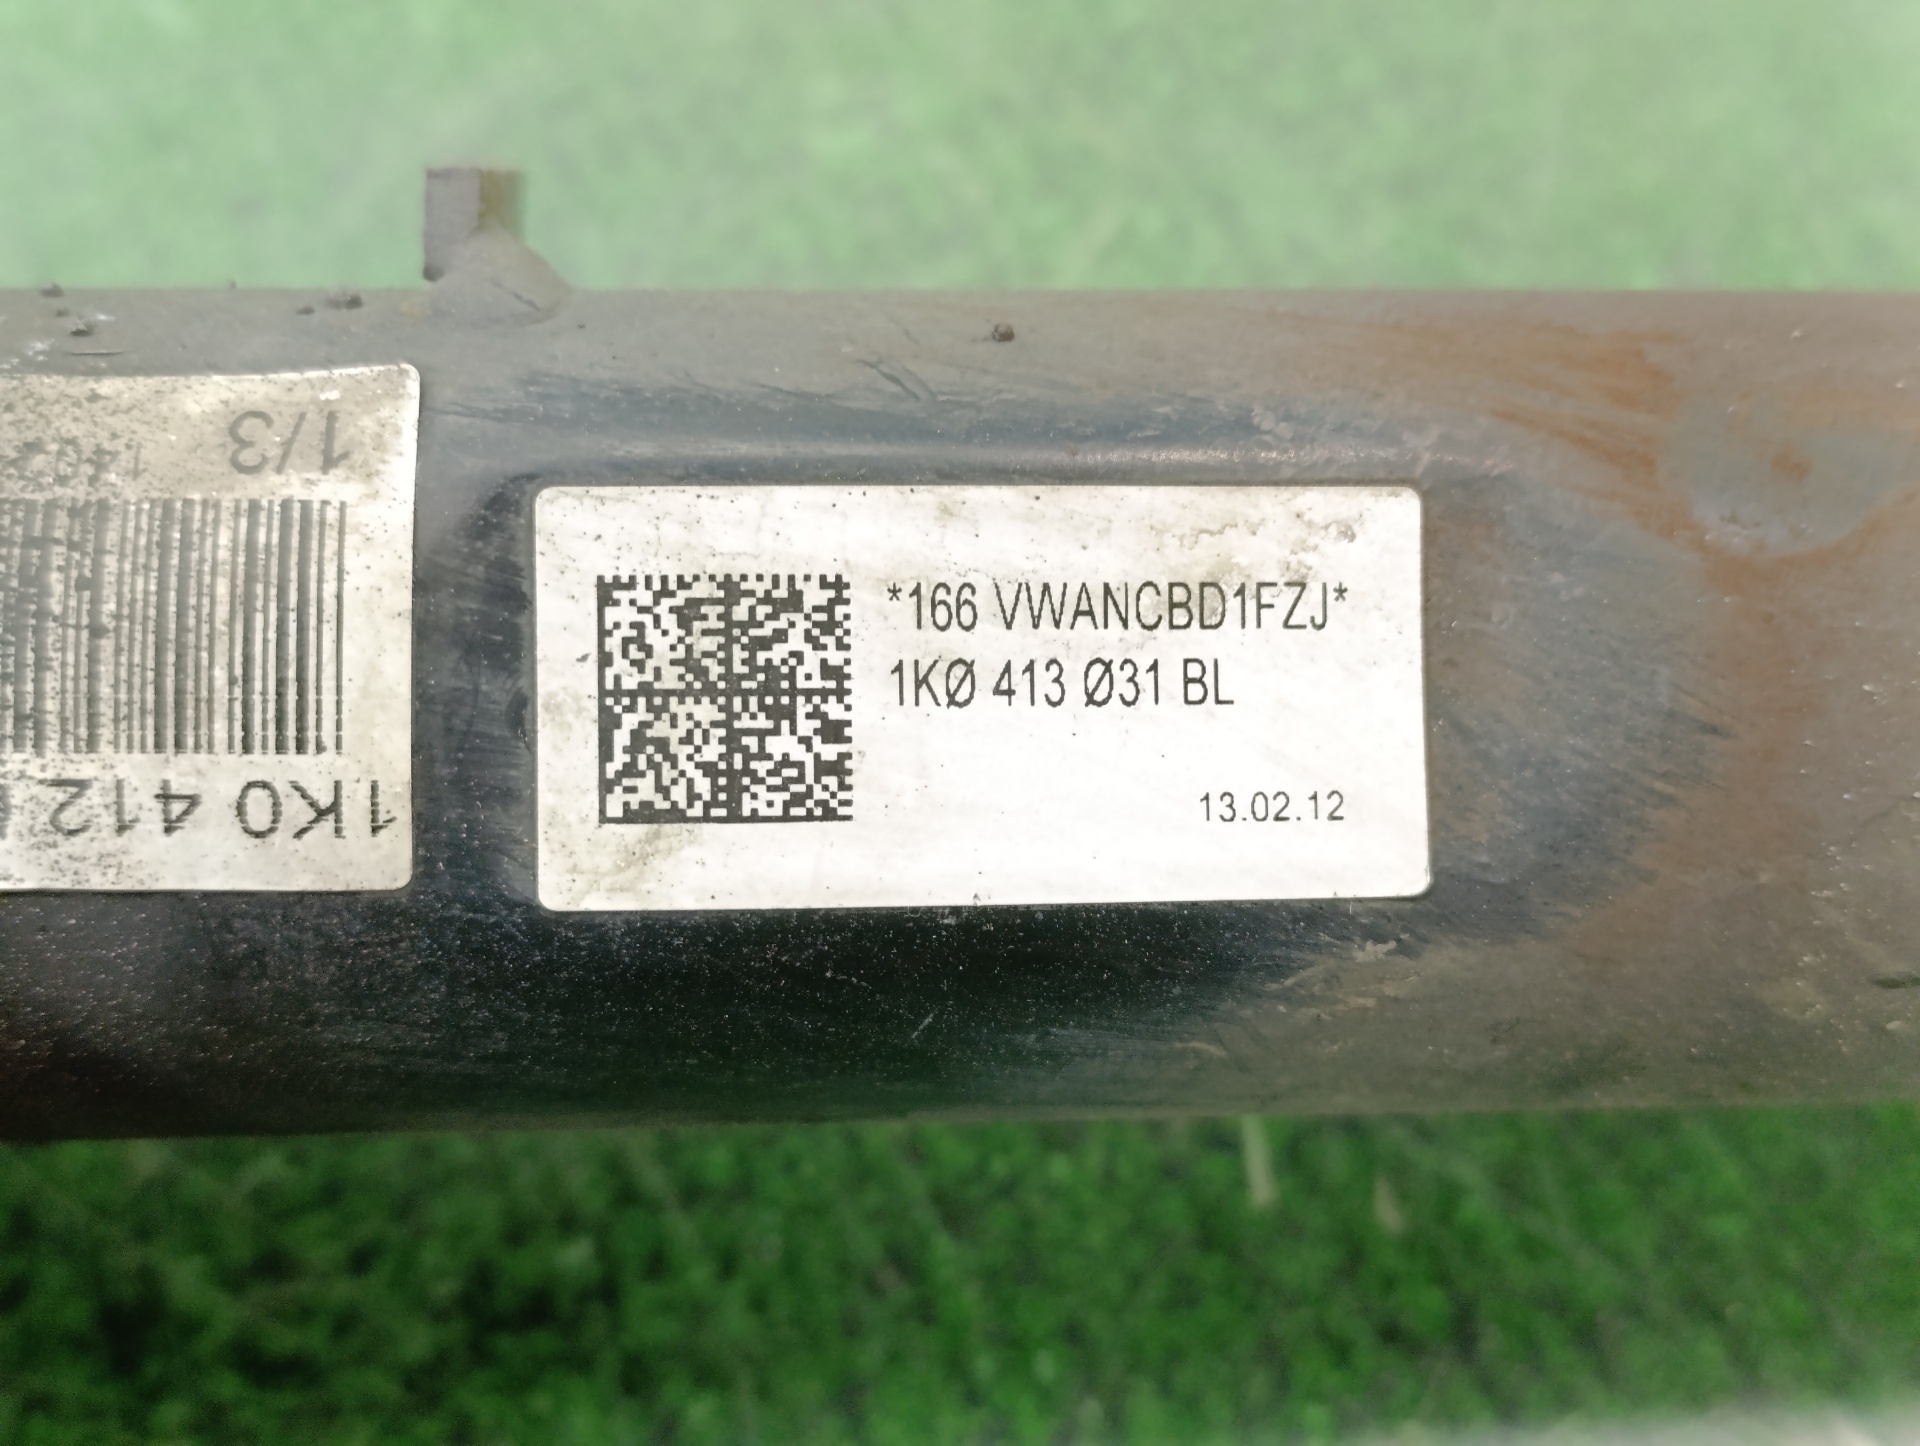 *166 VWANCBD1FZJ*
1KØ 413 Ø31 BL
13.02.12
1/3
1K0 412